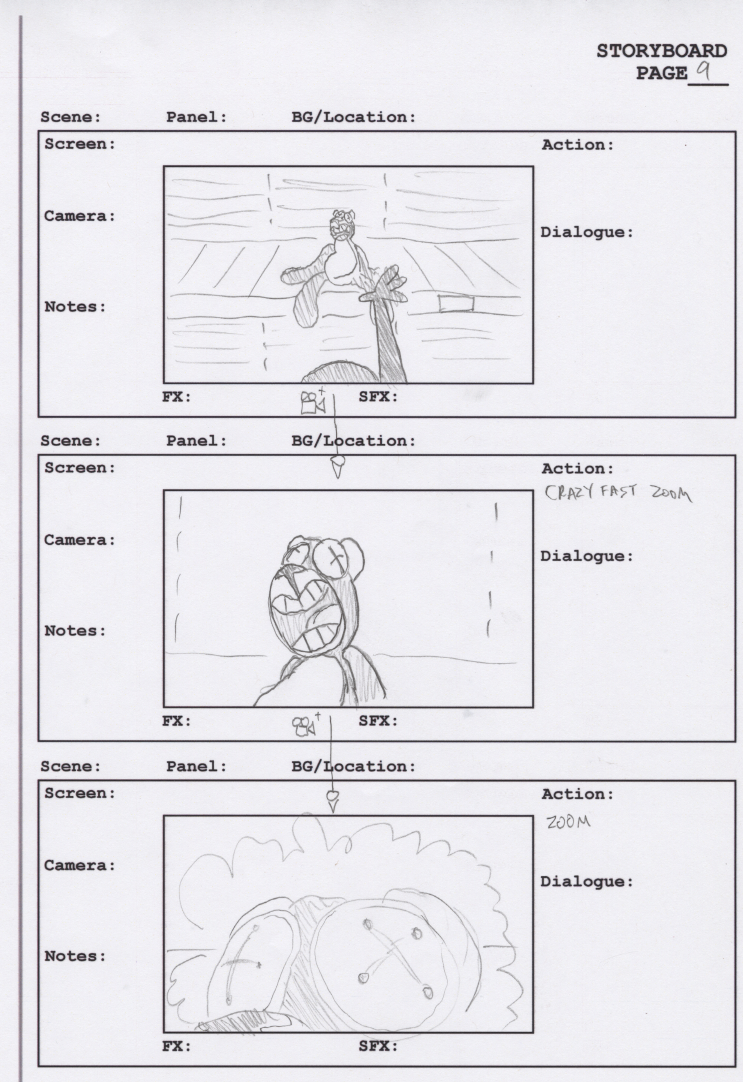 STORYBOARD
PAGE 9
Scene: Panel: BG/Location:
Screen:
Action:
Camera:
Dialogue:
Notes:
FX: SFX:
Scene: Panel: BG/Location:
Screen:
Action:
CRAZY FAST ZOOM
Camera:
Dialogue:
Notes:
FX: SFX:
Scene: Panel: BG/Location:
Screen:
Action:
ZOOM
Camera:
Dialogue:
Notes:
FX: SFX: